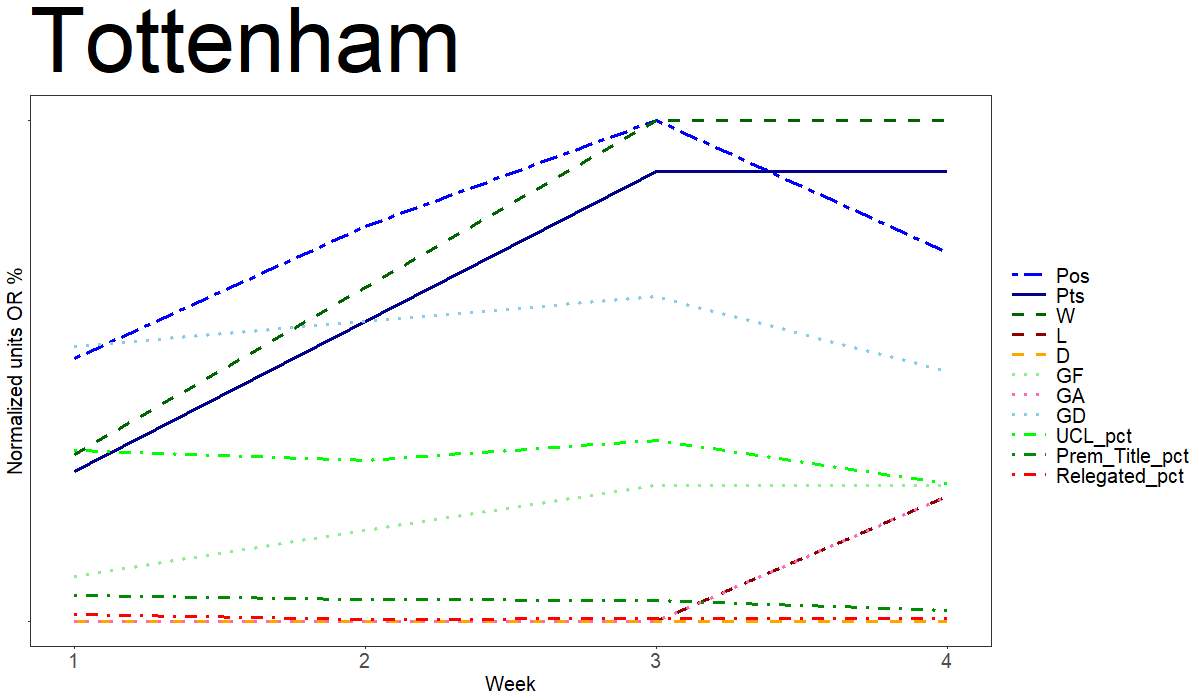 Tottenham
Normalized units OR %
1 2 3 4
Week
Pos
Pts
W
L
D
GF
GA
GD
UCL_pct
Prem_Title_pct
Relegated_pct